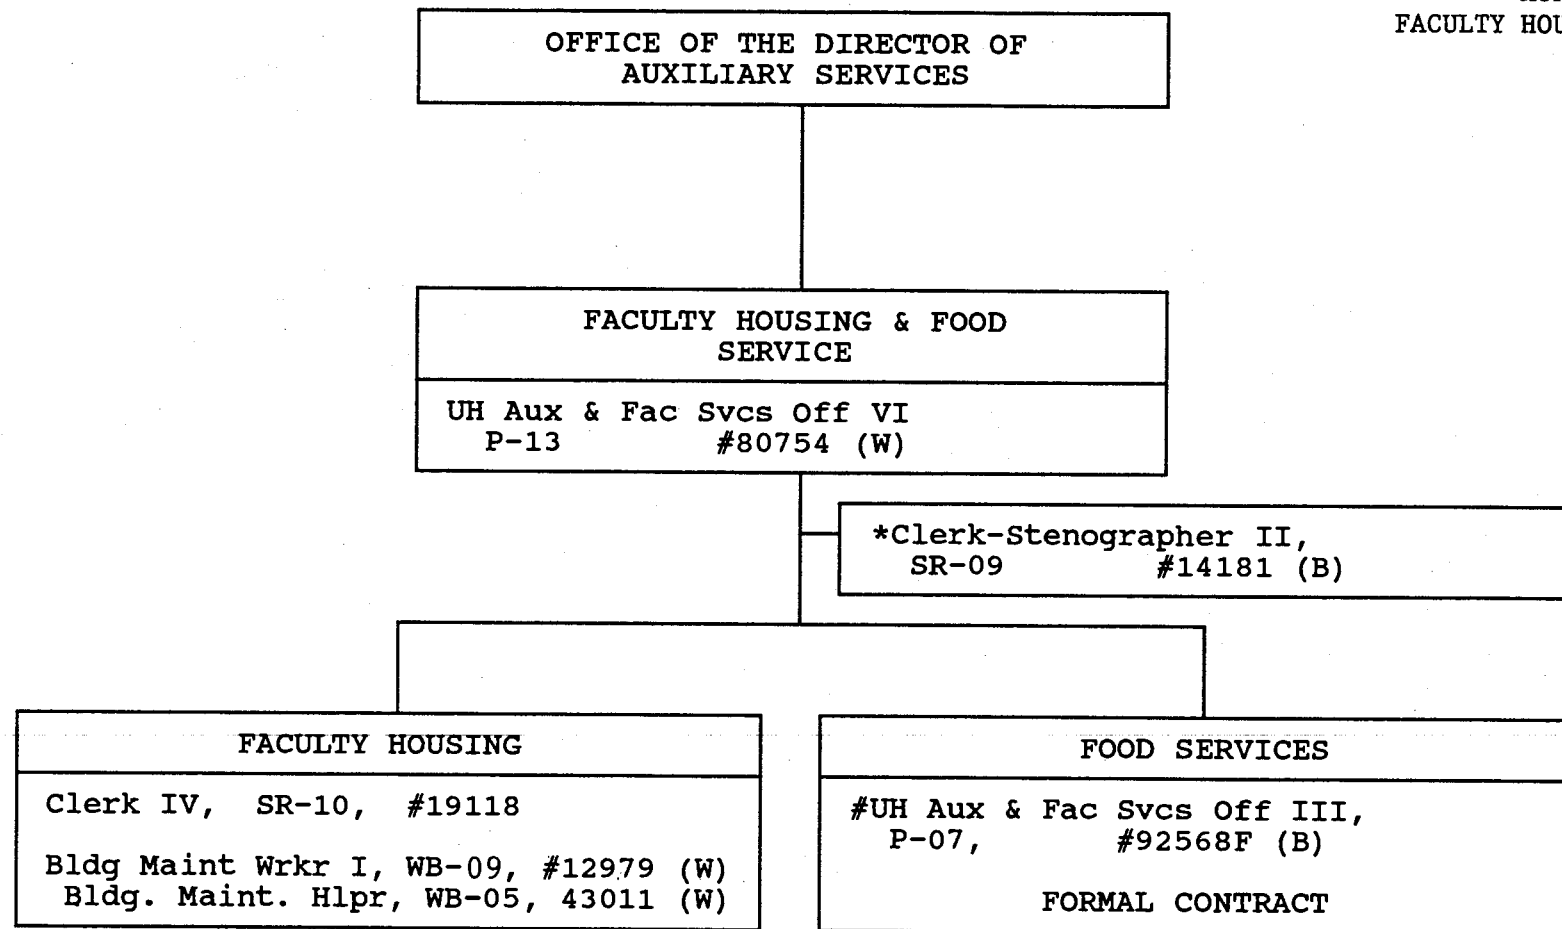 FACULTY HOU
OFFICE OF THE DIRECTOR OF
AUXILIARY SERVICES
FACULTY HOUSING & FOOD
SERVICE
UH Aux & Fac Svcs Off VI
P-13 #80754 (W)
*Clerk-Stenographer II,
SR-09 #14181 (B)
FACULTY HOUSING
Clerk IV, SR-10, #19118
Bldg Maint Wrkr I, WB-09, #12979 (W)
Bldg. Maint. Hlpr, WB-05, 43011 (W)
FOOD SERVICES
#UH Aux & Fac Svcs Off III,
P-07, #92568F (B)
FORMAL CONTRACT